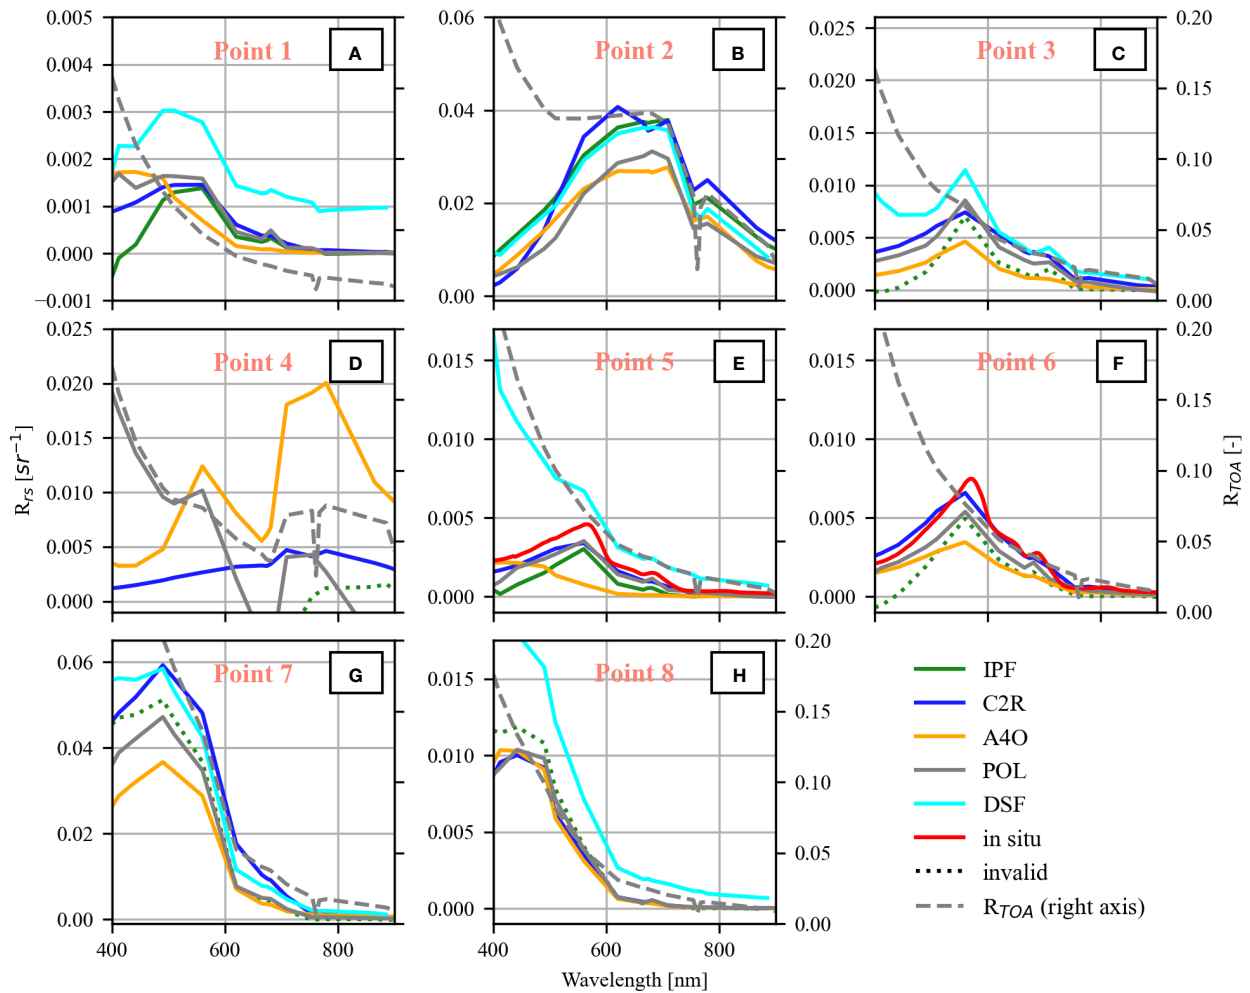 0.005
0.004
0.003
0.002
0.001
0.000
−0.001
Point 1
A
0.06
0.04
0.02
0.00
Point 2
B
0.025
0.020
0.015
0.010
0.005
0.000
Point 3
C
0.20
0.15
0.10
0.05
0.00
0.025
0.020
0.015
0.010
0.005
0.000
Point 4
D
0.015
0.010
0.005
0.000
Point 5
E
0.015
0.010
0.005
0.000
Point 6
F
0.20
0.15
0.10
0.05
0.00
Rrs [sr−1]
RTOA [-]
0.06
0.04
0.02
0.00
Point 7
G
400
600
800
0.015
0.010
0.005
0.000
Point 8
H
0.20
0.15
0.10
0.05
0.00
400
600
800
Wavelength [nm]
IPF
C2R
A4O
POL
DSF
in situ
invalid
RTOA (right axis)